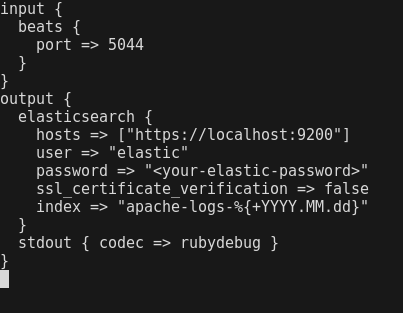 input {
  beats {
    port => 5044
  }
}
output {
  elasticsearch {
    hosts => ["https://localhost:9200"]
    user => "elastic"
    password => "<your-elastic-password>"
    ssl_certificate_verification => false
    index => "apache-logs-%{+YYYY.MM.dd}"
  }
  stdout { codec => rubydebug }
}